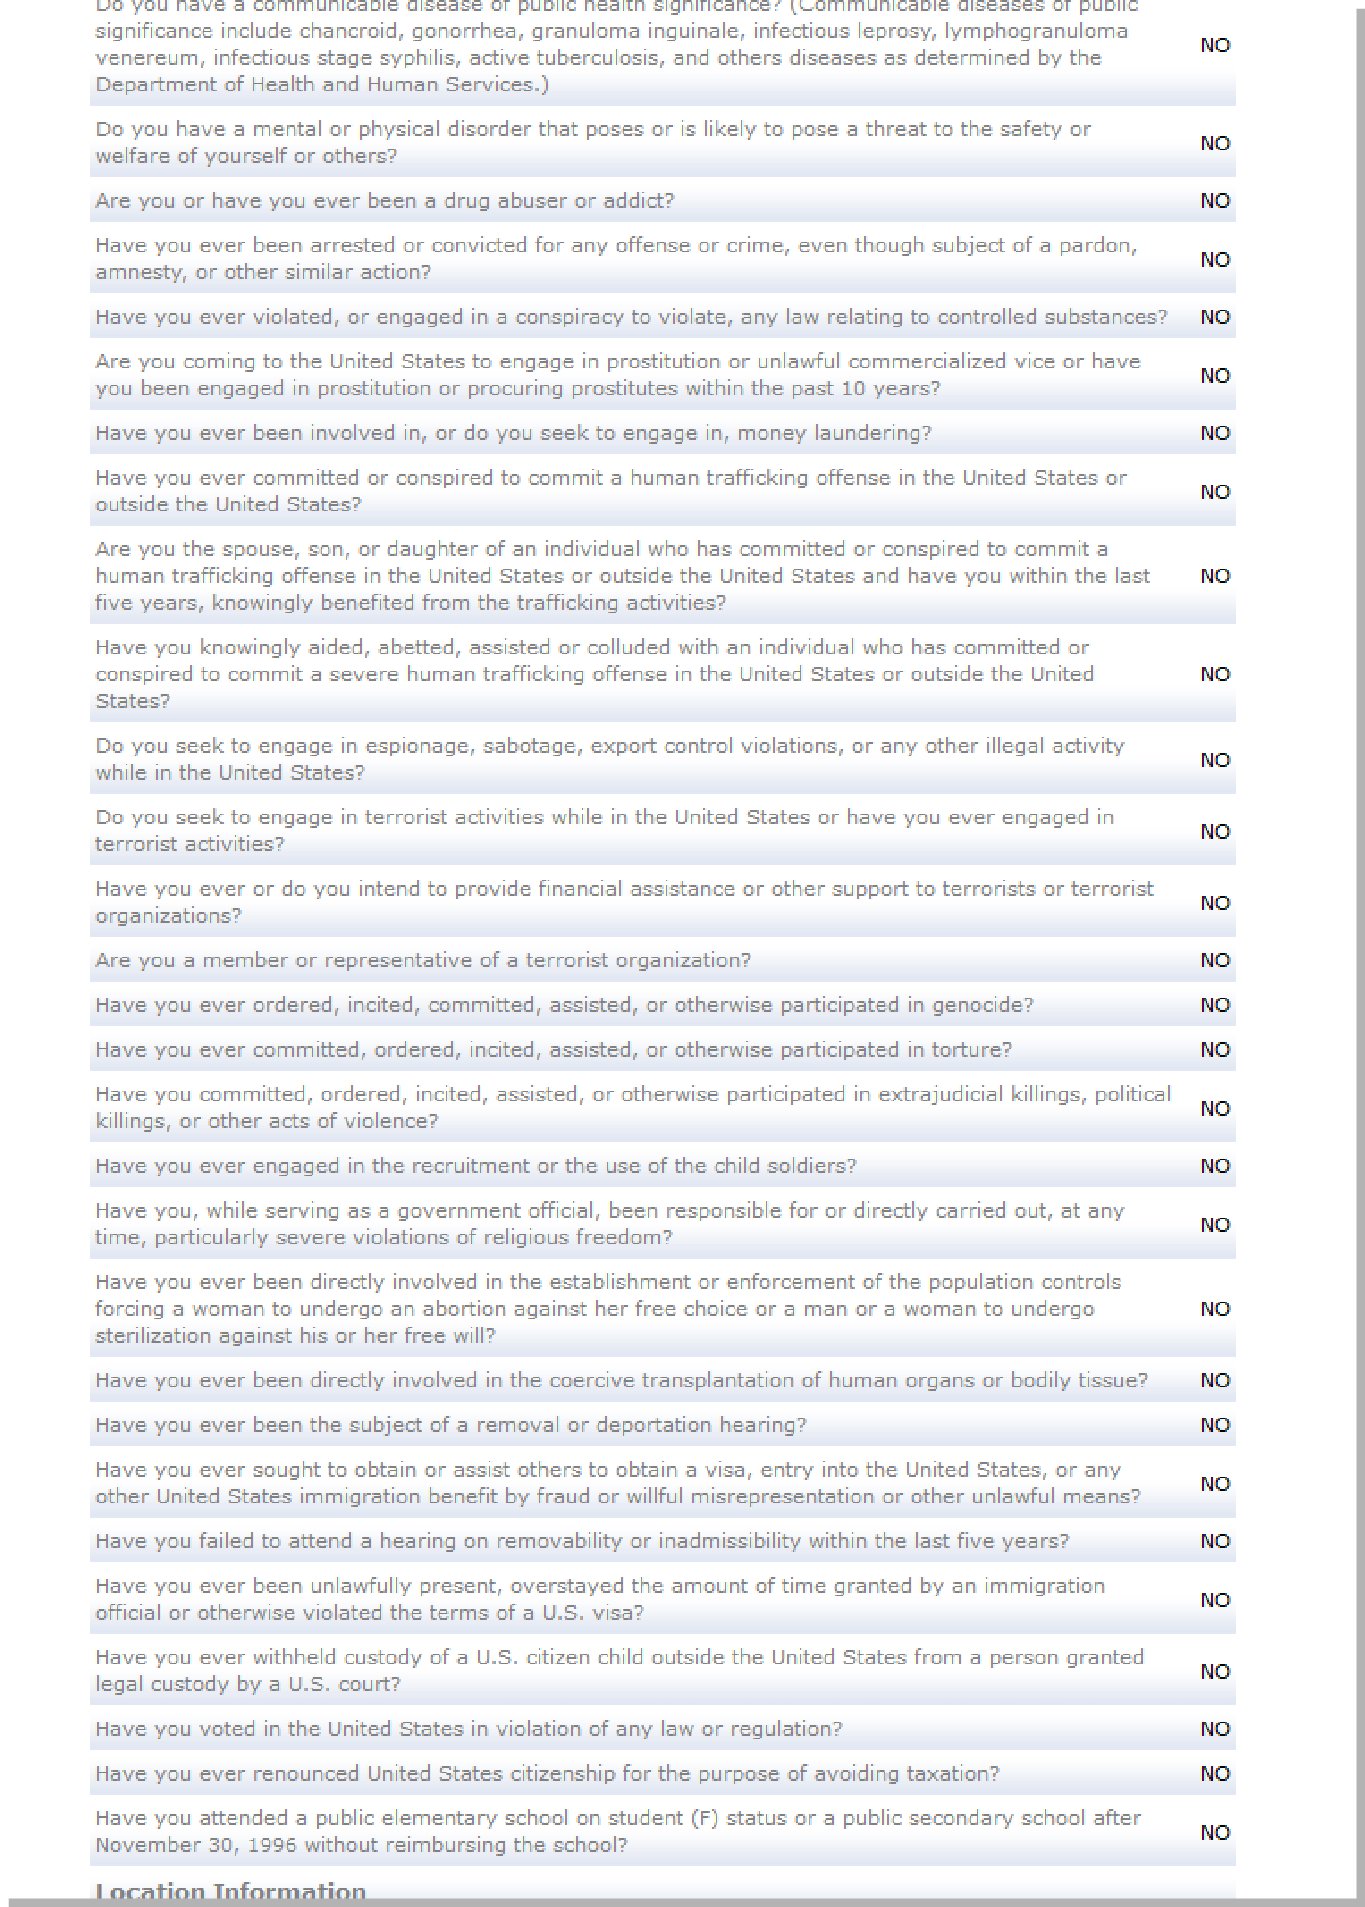 Do you have a communicable disease of public health significance? (Communicable diseases of public
significance include chancroid, gonorrhea, granuloma inguinale, infectious leprosy, lymphogranuloma
venereum, infectious stage syphilis, active tuberculosis, and others diseases as determined by the
Department of Health and Human Services.)
NO
Do you have a mental or physical disorder that poses or is likely to pose a threat to the safety or
welfare of yourself or others?
NO
Are you or have you ever been a drug abuser or addict? NO
Have you ever been arrested or convicted for any offense or crime, even though subject of a pardon,
amnesty, or other similar action?
NO
Have you ever violated, or engaged in a conspiracy to violate, any law relating to controlled substances? NO
Are you coming to the United States to engage in prostitution or unlawful commercialized vice or have
you been engaged in prostitution or procuring prostitutes within the past 10 years?
NO
Have you ever been involved in, or do you seek to engage in, money laundering? NO
Have you ever committed or conspired to commit a human trafficking offense in the United States or
outside the United States?
NO
Are you the spouse, son, or daughter of an individual who has committed or conspired to commit a
human trafficking offense in the United States or outside the United States and have you within the last
five years, knowingly benefited from the trafficking activities?
NO
Have you knowingly aided, abetted, assisted or colluded with an individual who has committed or
conspired to commit a severe human trafficking offense in the United States or outside the United
States?
NO
Do you seek to engage in espionage, sabotage, export control violations, or any other illegal activity
while in the United States?
NO
Do you seek to engage in terrorist activities while in the United States or have you ever engaged in
terrorist activities?
NO
Have you ever or do you intend to provide financial assistance or other support to terrorists or terrorist
organizations?
NO
Are you a member or representative of a terrorist organization? NO
Have you ever ordered, incited, committed, assisted, or otherwise participated in genocide? NO
Have you ever committed, ordered, incited, assisted, or otherwise participated in torture? NO
Have you committed, ordered, incited, assisted, or otherwise participated in extrajudicial killings, political
killings, or other acts of violence?
NO
Have you ever engaged in the recruitment or the use of the child soldiers? NO
Have you, while serving as a government official, been responsible for or directly carried out, at any
time, particularly severe violations of religious freedom?
NO
Have you ever been directly involved in the establishment or enforcement of the population controls
forcing a woman to undergo an abortion against her free choice or a man or a woman to undergo
sterilization against his or her free will?
NO
Have you ever been directly involved in the coercive transplantation of human organs or bodily tissue? NO
Have you ever been the subject of a removal or deportation hearing? NO
Have you ever sought to obtain or assist others to obtain a visa, entry into the United States, or any
other United States immigration benefit by fraud or willful misrepresentation or other unlawful means?
NO
Have you failed to attend a hearing on removability or inadmissibility within the last five years? NO
Have you ever been unlawfully present, overstayed the amount of time granted by an immigration
official or otherwise violated the terms of a U.S. visa?
NO
Have you ever withheld custody of a U.S. citizen child outside the United States from a person granted
legal custody by a U.S. court?
NO
Have you voted in the United States in violation of any law or regulation? NO
Have you ever renounced United States citizenship for the purpose of avoiding taxation? NO
Have you attended a public elementary school on student (F) status or a public secondary school after
November 30, 1996 without reimbursing the school?
NO
Location Information